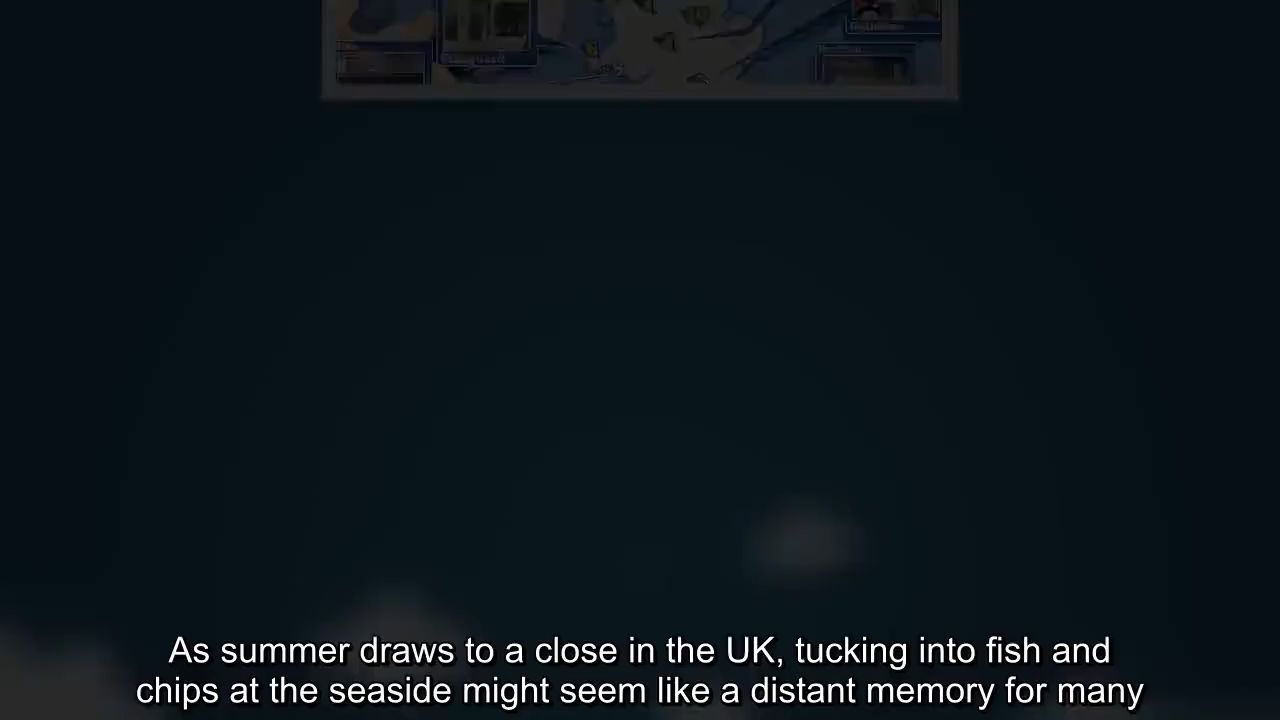 As summer draws to a close in the UK, tucking into fish and
chips at the seaside might seem like a distant memory for many